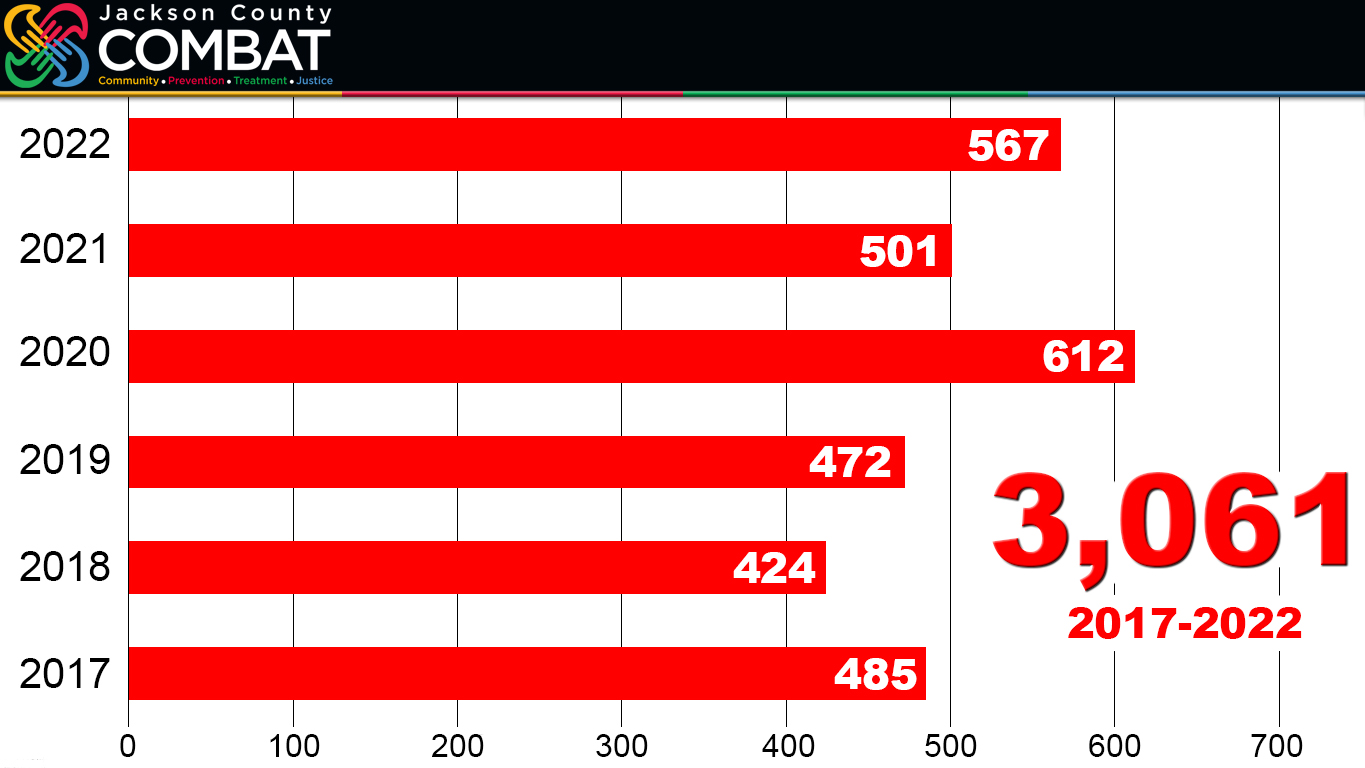 Jackson County
COMBAT
Community • Prevention • Treatment • Justice
2022 567
2021 501
2020 612
2019 472
2018 424
2017 485
3,061
2017-2022
0 100 200 300 400 500 600 700